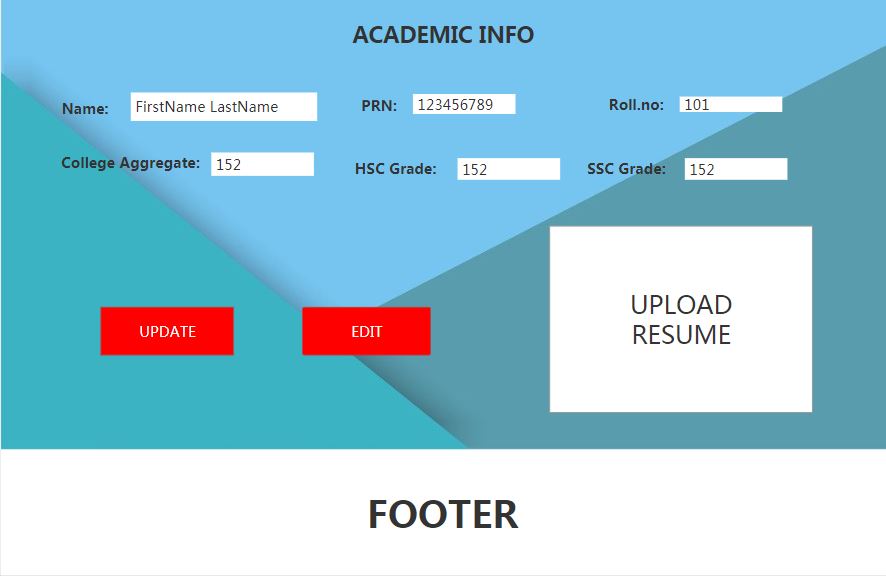 ACADEMIC INFO
Name: FirstName LastName PRN: 123456789 Roll.no: 101
College Aggregate: 152 HSC Grade: 152 SSC Grade: 152
UPLOAD
RESUME
UPDATE EDIT
FOOTER